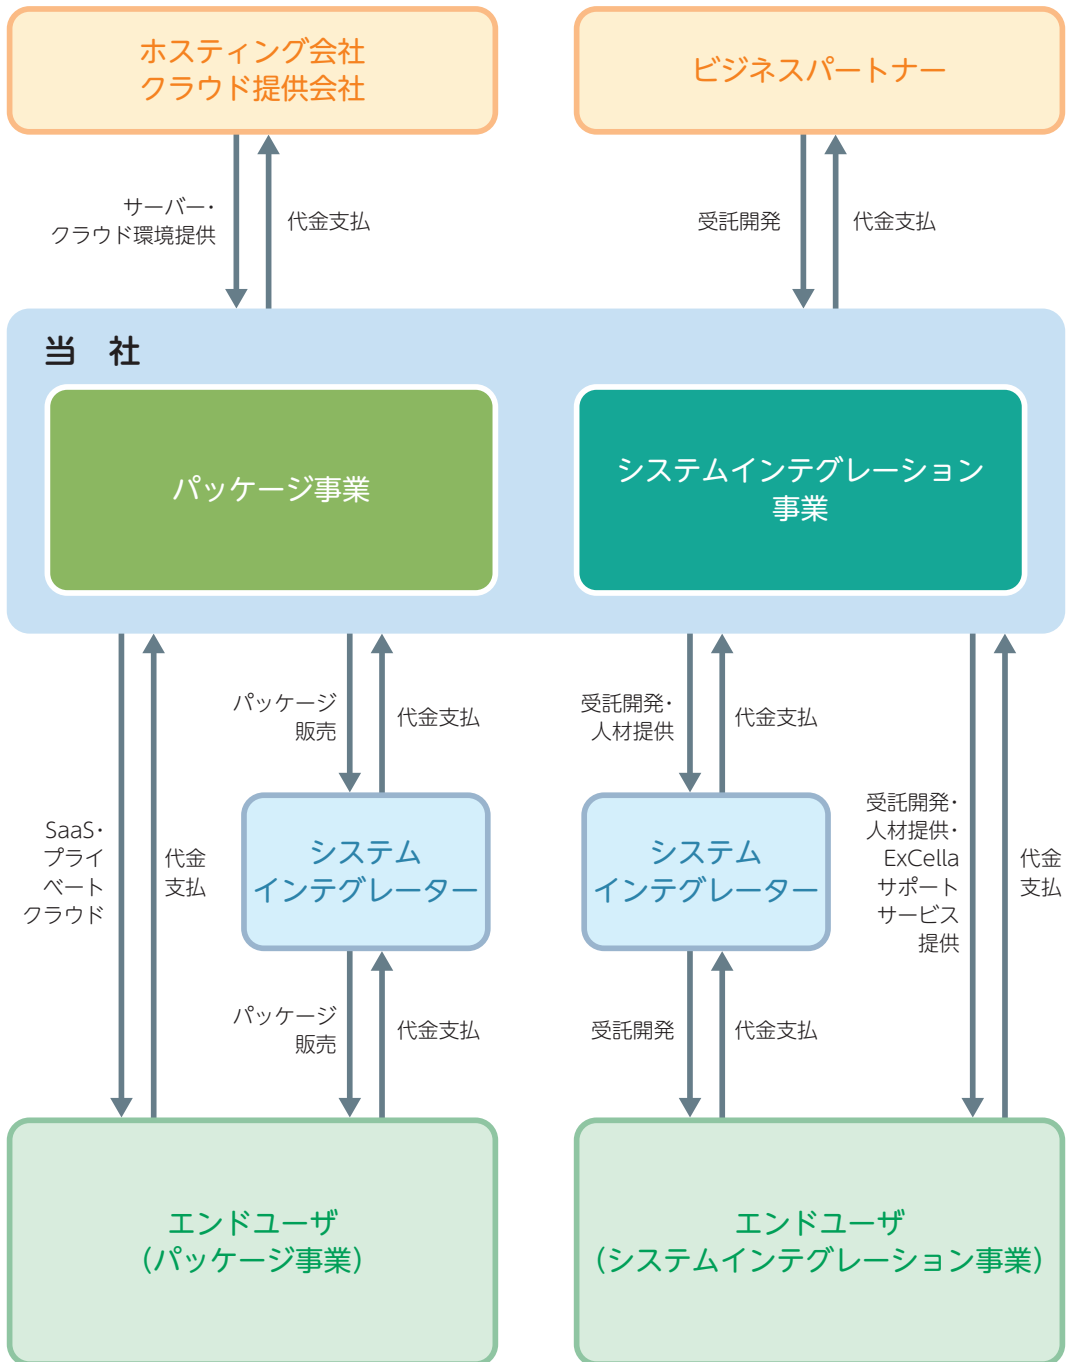 ホスティング会社
クラウド提供会社
ビジネスパートナー
サーバー・
クラウド環境提供
代金支払
受託開発
代金支払
当　社
パッケージ事業
システムインテグレーション
事業
パッケージ
販売
代金支払
受託開発・
人材提供
代金支払
SaaS・
プライ
ベート
クラウド
代金
支払
システム
インテグレーター
システム
インテグレーター
受託開発・
人材提供・
ExCella
サポート
サービス
提供
代金
支払
パッケージ
販売
代金支払
受託開発
代金支払
エンドユーザ
（パッケージ事業）
エンドユーザ
（システムインテグレーション事業）